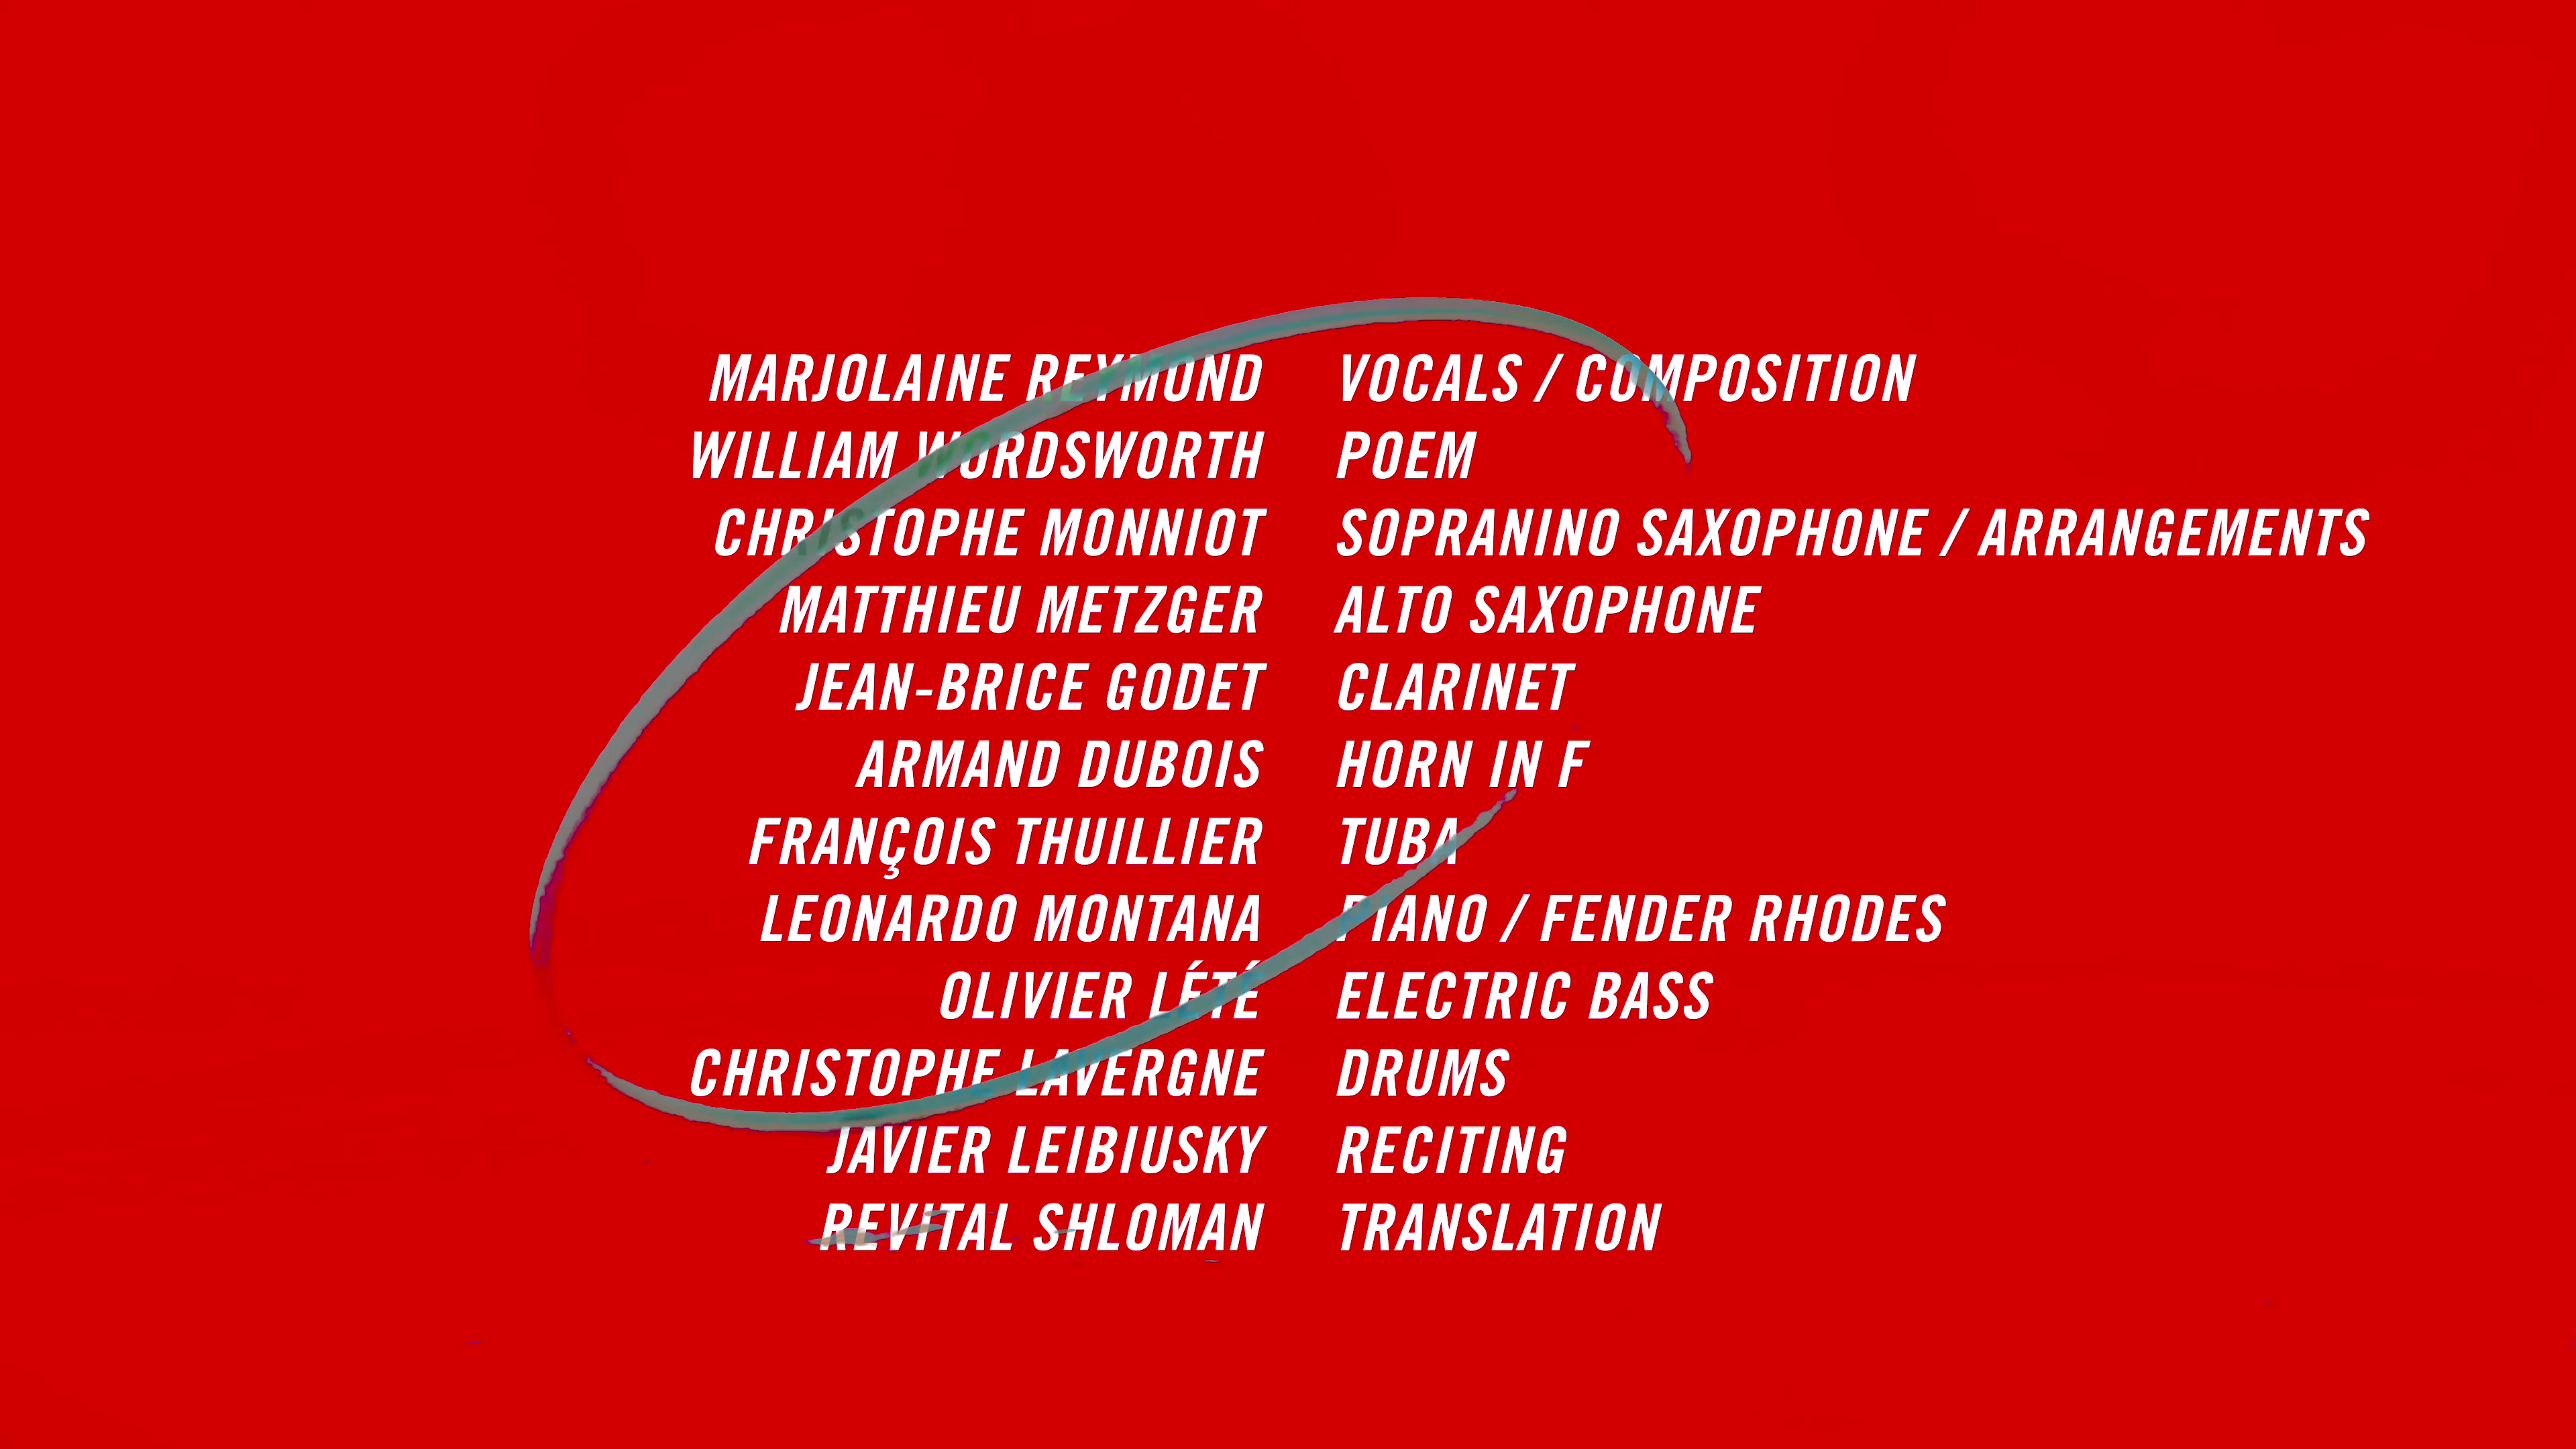 MARJOLAINE REYMOND VOCALS / COMPOSITION
WILLIAM WORDSWORTH POEM
CHRISTOPHE MONNIOT SOPRANINO SAXOPHONE / ARRANGEMENTS
MATTHIEU METZGER ALTO SAXOPHONE
JEAN-BRICE GODET CLARINET
ARMAND DUBOIS HORN IN F
FRANÇOIS THUILLIER TUBA
LEONARDO MONTANA PIANO / FENDER RHODES
OLIVIER LÉTÉ ELECTRIC BASS
CHRISTOPHE LAVERGNE DRUMS
JAVIER LEIBIUSKY RECITING
REVITAL SHLOMAN TRANSLATION